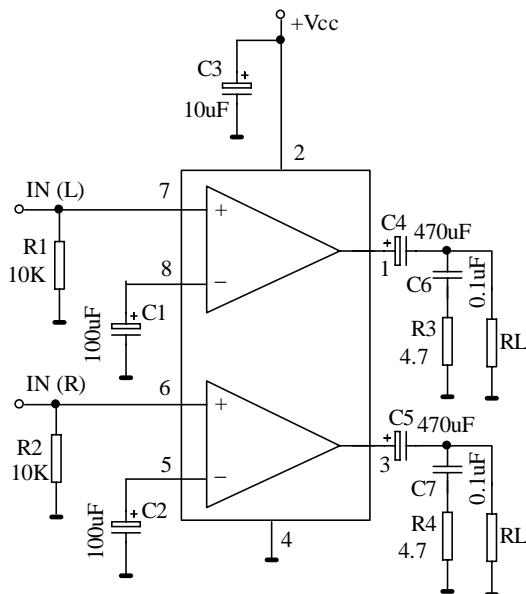 +Vcc
C3
+
10uF
2
IN (L)
7
+
R1
10K
8
−
+
C1
100uF
C4
+
470uF
1
C6
0.1uF
R3
4.7
RL
IN (R)
6
+
R2
10K
5
−
+
C2
100uF
C5
+
470uF
3
C7
0.1uF
R4
4.7
RL
4